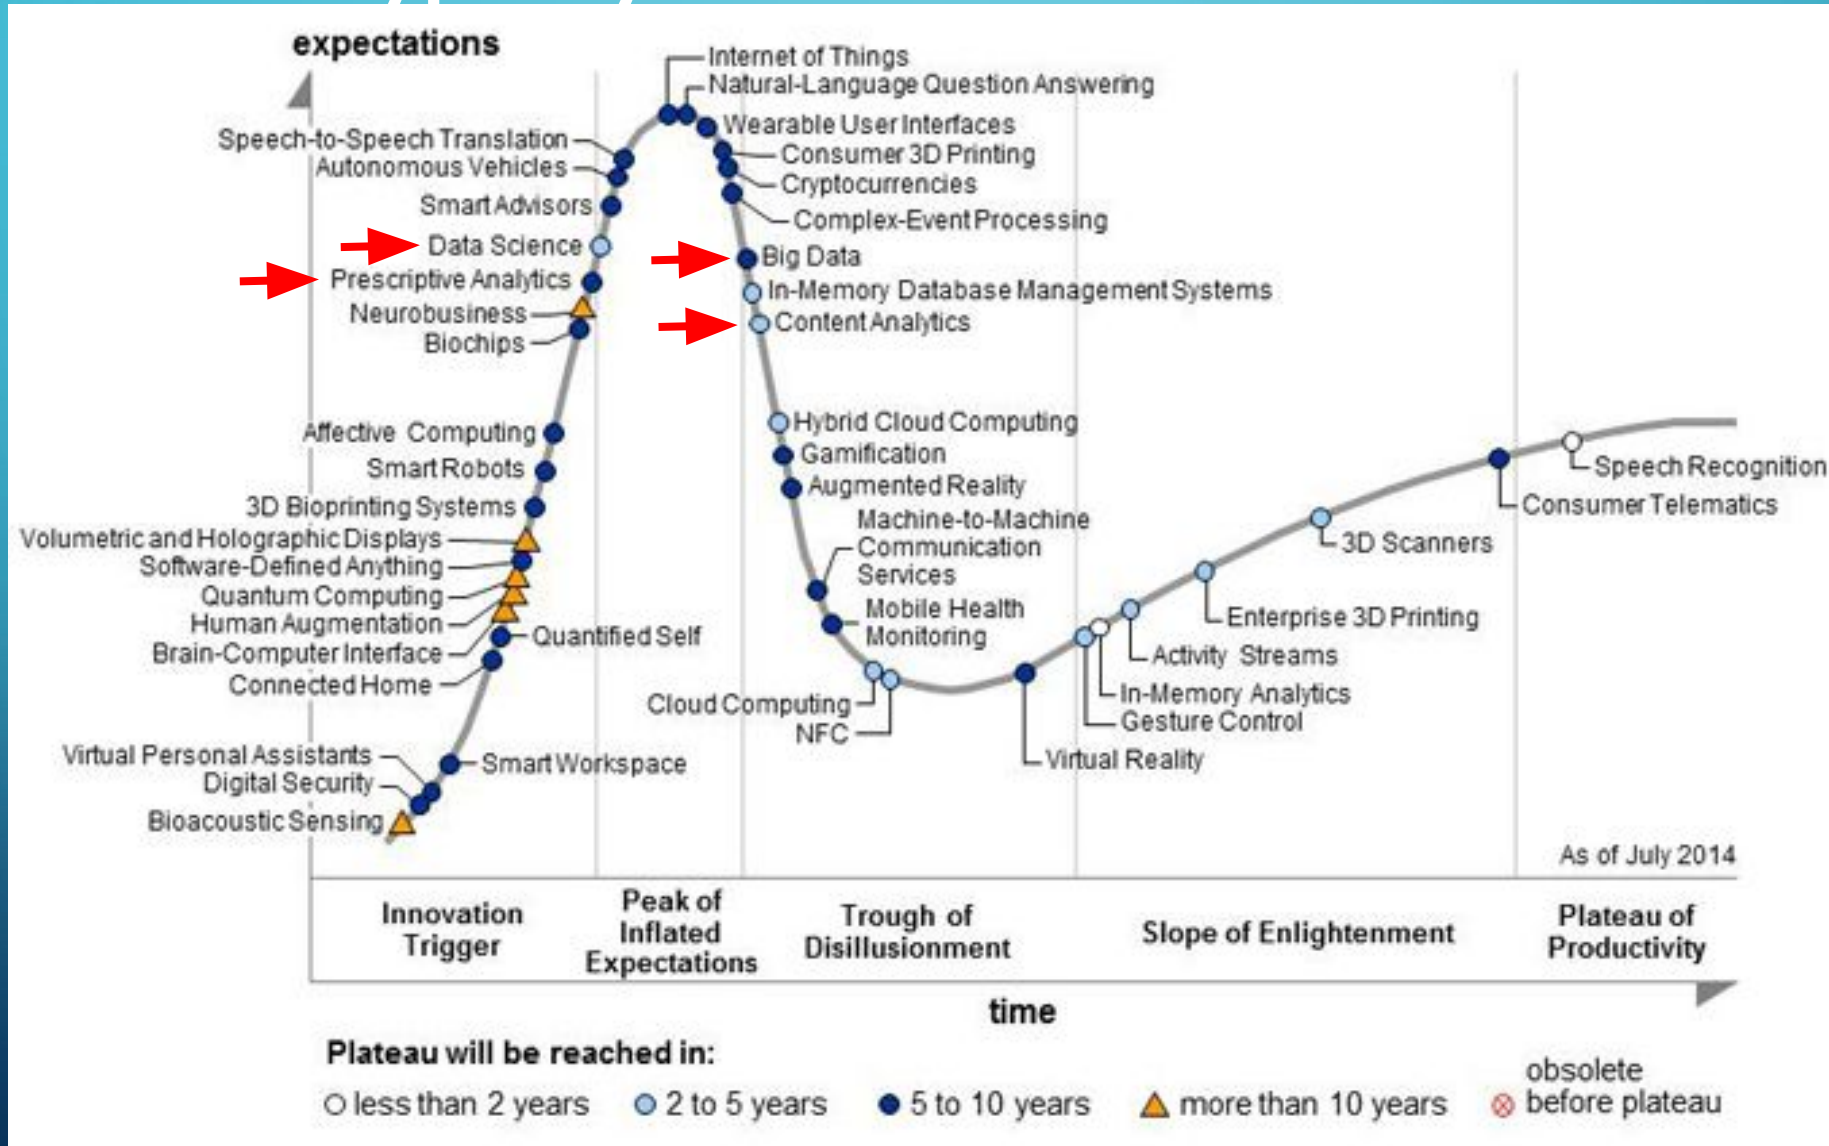 expectations
Internet of Things
Natural-Language Question Answering
Wearable User Interfaces
Speech-to-Speech Translation
Consumer 3D Printing
Autonomous Vehicles
Cryptocurrencies
Smart Advisors
Complex-Event Processing
Data Science
Big Data
Prescriptive Analytics
In-Memory Database Management Systems
Neurobusiness
Content Analytics
Biochips
Hybrid Cloud Computing
Affective Computing
Gamification
Smart Robots
Augmented Reality
3D Bioprinting Systems
Machine-to-Machine
Communication
Services
Volumetric and Holographic Displays
Software-Defined Anything
Quantum Computing
Mobile Health
Monitoring
Human Augmentation
Quantified Self
Brain-Computer Interface
Connected Home
Cloud Computing
NFC
Virtual Personal Assistants
Smart Workspace
Digital Security
Bioacoustic Sensing
Speech Recognition
Consumer Telematics
3D Scanners
Enterprise 3D Printing
Activity Streams
In-Memory Analytics
Gesture Control
Virtual Reality
As of July 2014
Innovation
Trigger
Peak of
Inflated
Expectations
Trough of
Disillusionment
Slope of Enlightenment
Plateau of
Productivity
time
Plateau will be reached in:
less than 2 years
2 to 5 years
5 to 10 years
more than 10 years
obsolete
before plateau